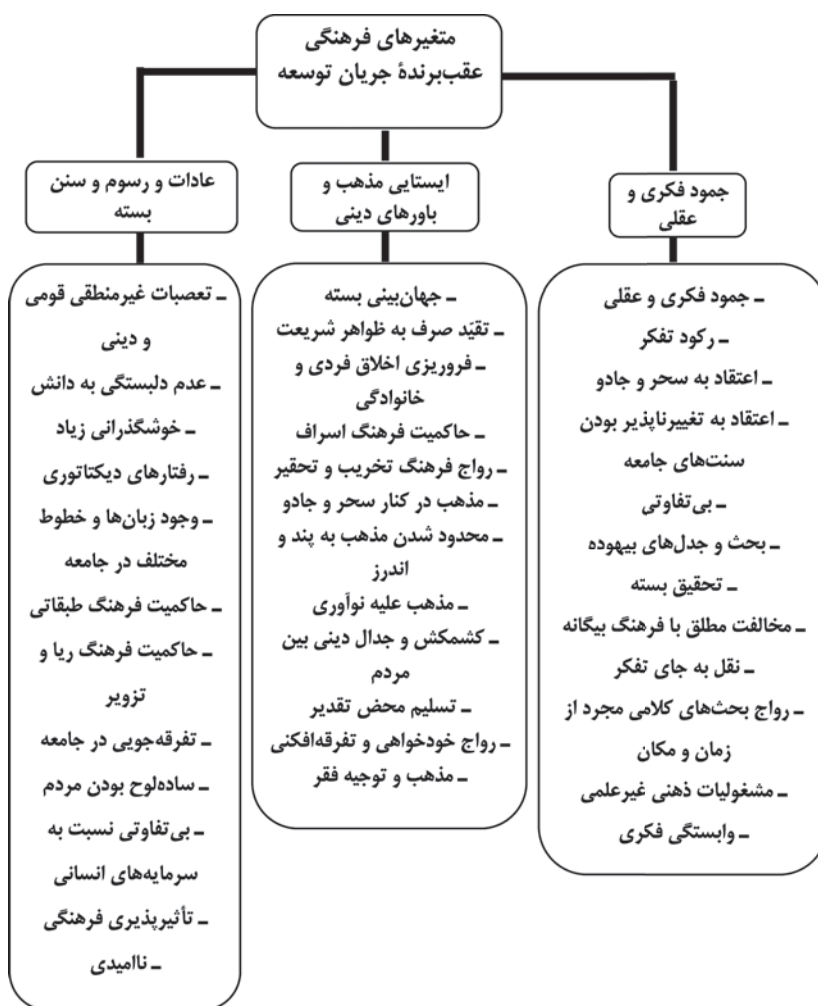 متغیرهای فرهنگی
عقب‌برندهٔ جریان توسعه
جمود فکری و
عقلی
ـ جمود فکری و عقلی
ـ رکود تفکر
ـ اعتقاد به سحر و جادو
ـ اعتقاد به تغییرناپذیر بودن
سنت‌های جامعه
ـ بی‌تفاوتی
ـ بحث و جدل‌های بیهوده
ـ تحقیق بسته
ـ مخالفت مطلق با فرهنگ بیگانه
ـ نقل به جای تفکر
ـ رواج بحث‌های کلامی مجرد از
زمان و مکان
ـ مشغولیات ذهنی غیرعلمی
ـ وابستگی فکری
ایستایی مذهب و
باورهای دینی
ـ جهان‌بینی بسته
ـ تقیّد صرف به ظواهر شریعت
ـ فروریزی اخلاق فردی و
خانوادگی
ـ حاکمیت فرهنگ اسراف
ـ رواج فرهنگ تخریب و تحقیر
ـ مذهب در کنار سحر و جادو
ـ محدود شدن مذهب به پند و
اندرز
ـ مذهب علیه نوآوری
ـ کشمکش و جدال دینی بین
مردم
ـ تسلیم محض تقدیر
ـ رواج خودخواهی و تفرقه‌افکنی
ـ مذهب و توجیه فقر
عادات و رسوم و سنن
بسته
ـ تعصبات غیرمنطقی قومی
و دینی
ـ عدم دلبستگی به دانش
ـ خوشگذرانی زیاد
ـ رفتارهای دیکتاتوری
ـ وجود زبان‌ها و خطوط
مختلف در جامعه
ـ حاکمیت فرهنگ طبقاتی
ـ حاکمیت فرهنگ ریا و
تزویر
ـ تفرقه‌جویی در جامعه
ـ ساده‌لوح بودن مردم
ـ بی‌تفاوتی نسبت به
سرمایه‌های انسانی
ـ تأثیرپذیری فرهنگی
ـ ناامیدی